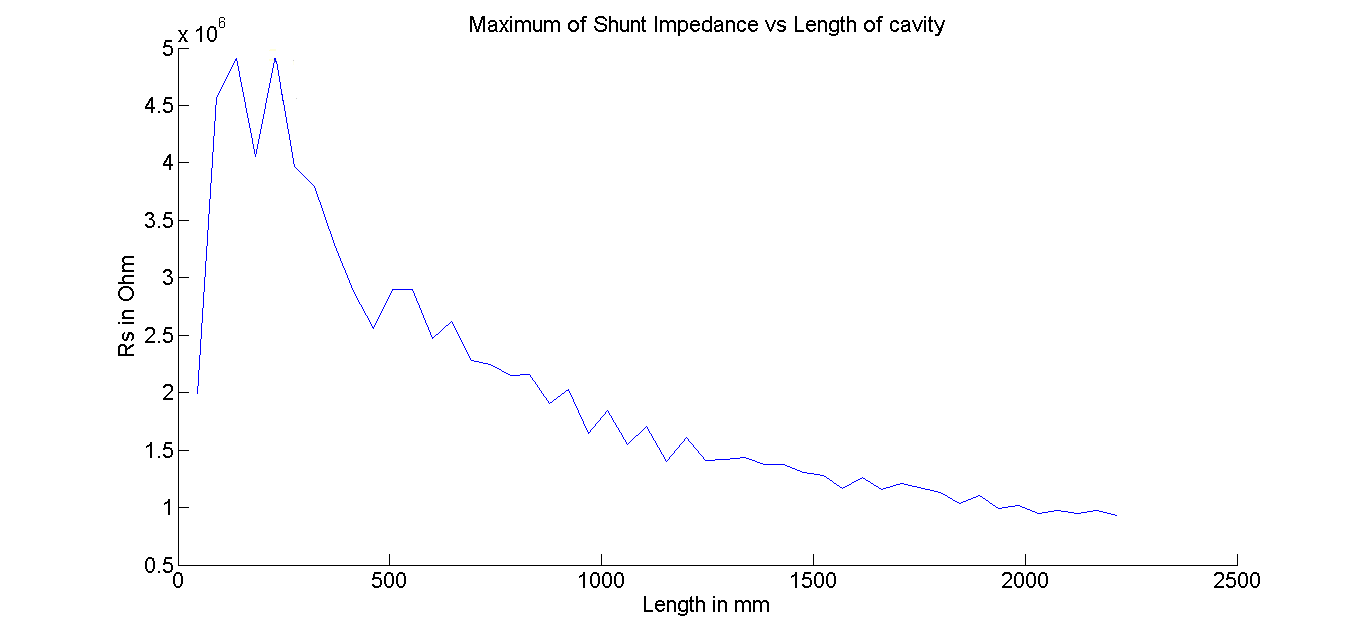 Maximum of Shunt Impedance vs Length of cavity
x 10^6
5
4.5
4
3.5
3
2.5
2
1.5
1
0.5
Rs in Ohm
0 500 1000 1500 2000 2500
Length in mm